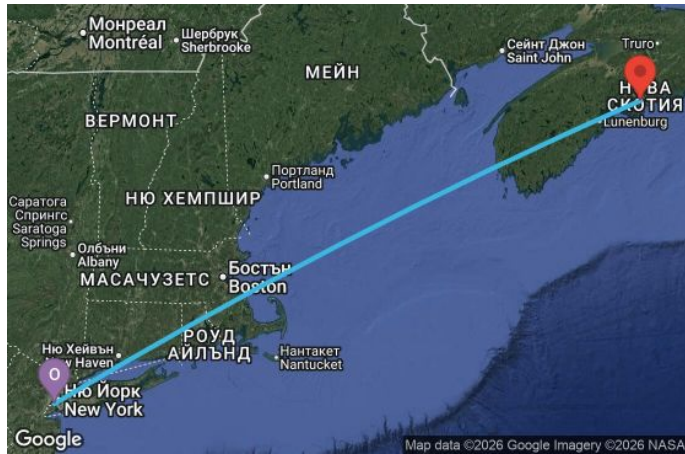 Монреал
Montréal
Шербрук
Sherbrooke
Сейнт Джон
Saint John
Truro
МЕЙН
НОВА
СКОТИЯ
Lunenburg
ВЕРМОНТ
Портланд
Portland
НЮ ХЕМПШИР
Саратога
Спрингс
Saratoga
Springs
Олбъни
Albany
МАСАЧУЗЕТС
Бостън
Boston
РОУД
АЙЛЪНД
Нантакет
Nantucket
Ню Хейвън
New Haven
O
Ню Йорк
New York
Google
Map data ©2026 Google Imagery ©2026 NASA